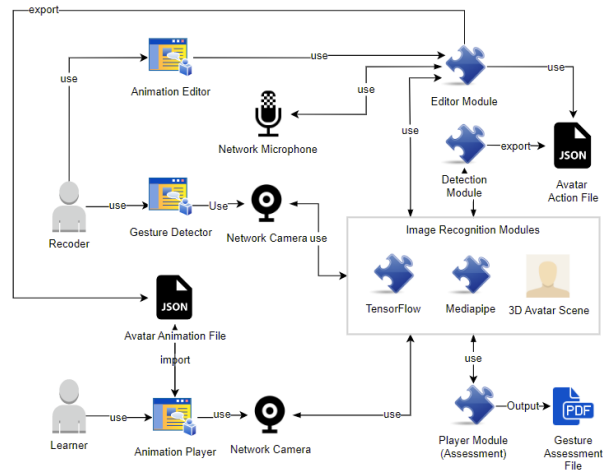 export
use
use
Animation Editor
use
Editor Module
use
Network Microphone
use
export
JSON
Detection
Module
Avatar
Action File
Recoder
use
Gesture Detector
Use
Network Camera
use
Image Recognition Modules
TensorFlow
Mediapipe
3D Avatar Scene
JSON
Avatar Animation File
import
use
use
Learner
use
Animation Player
use
Network Camera
Player Module
(Assessment)
Output
PDF
Gesture
Assessment
File